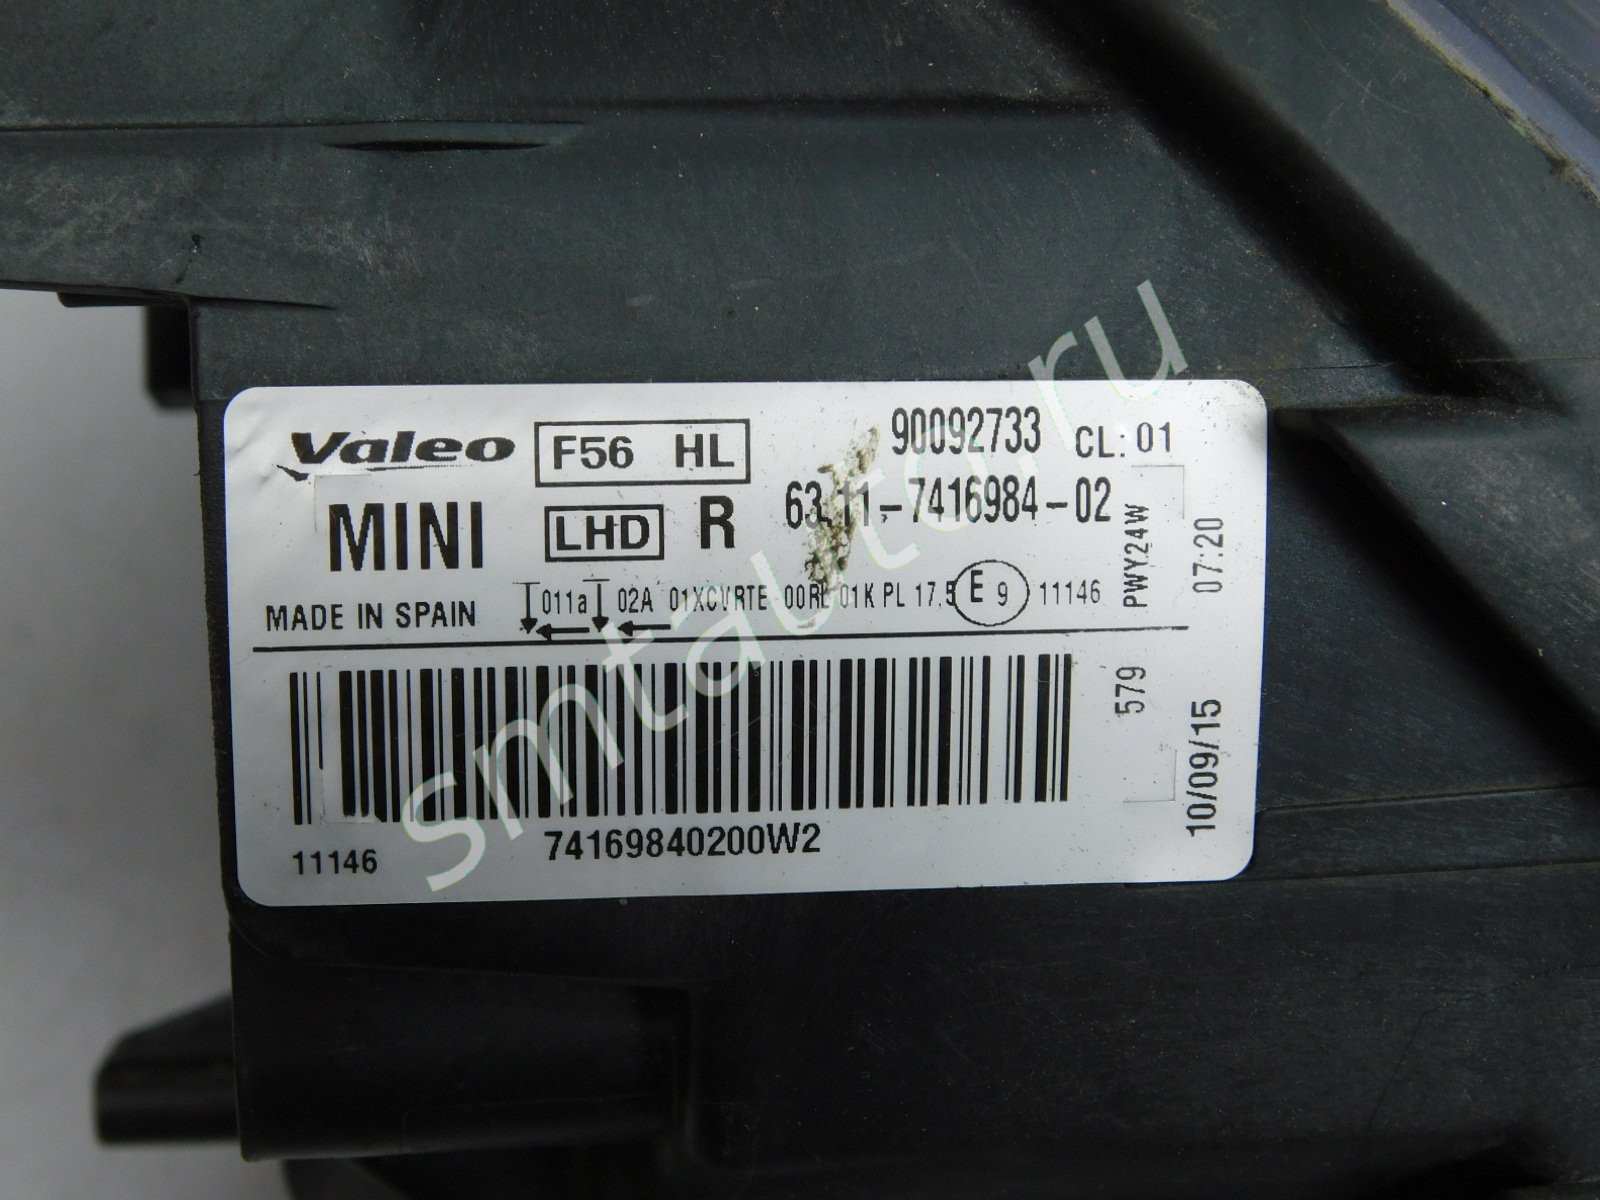 Valeo F56 HL 90092733 CL: 01
MINI LHD R 63.11-7416984-02
MADE IN SPAIN 011a 02A 01XCVRTE 00RL 01K PL 17,5 E 9 11146
PWY24W
07:20
579
10/09/15
11146 74169840200W2
smtauto.ru